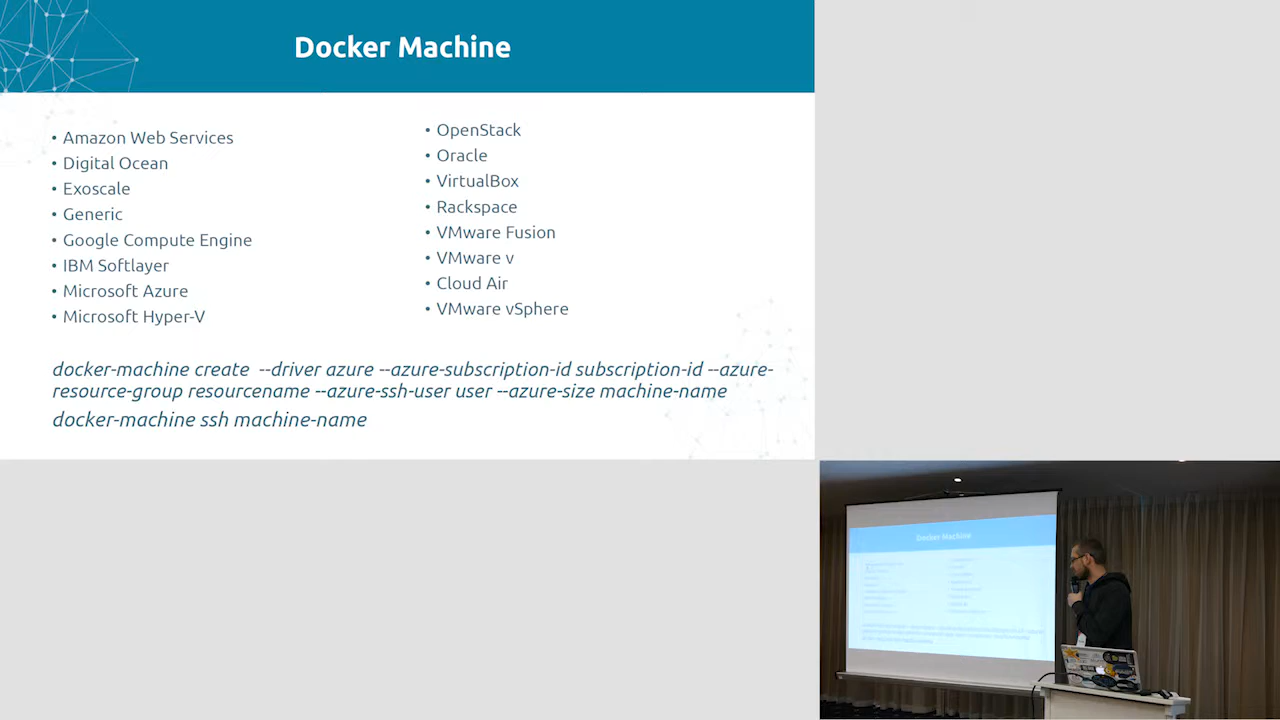 Docker Machine
• Amazon Web Services
• Digital Ocean
• Exoscale
• Generic
• Google Compute Engine
• IBM Softlayer
• Microsoft Azure
• Microsoft Hyper-V
• OpenStack
• Oracle
• VirtualBox
• Rackspace
• VMware Fusion
• VMware v
• Cloud Air
• VMware vSphere
docker-machine create --driver azure --azure-subscription-id subscription-id --azure-
resource-group resourcename --azure-ssh-user user --azure-size machine-name
docker-machine ssh machine-name
Docker Machine